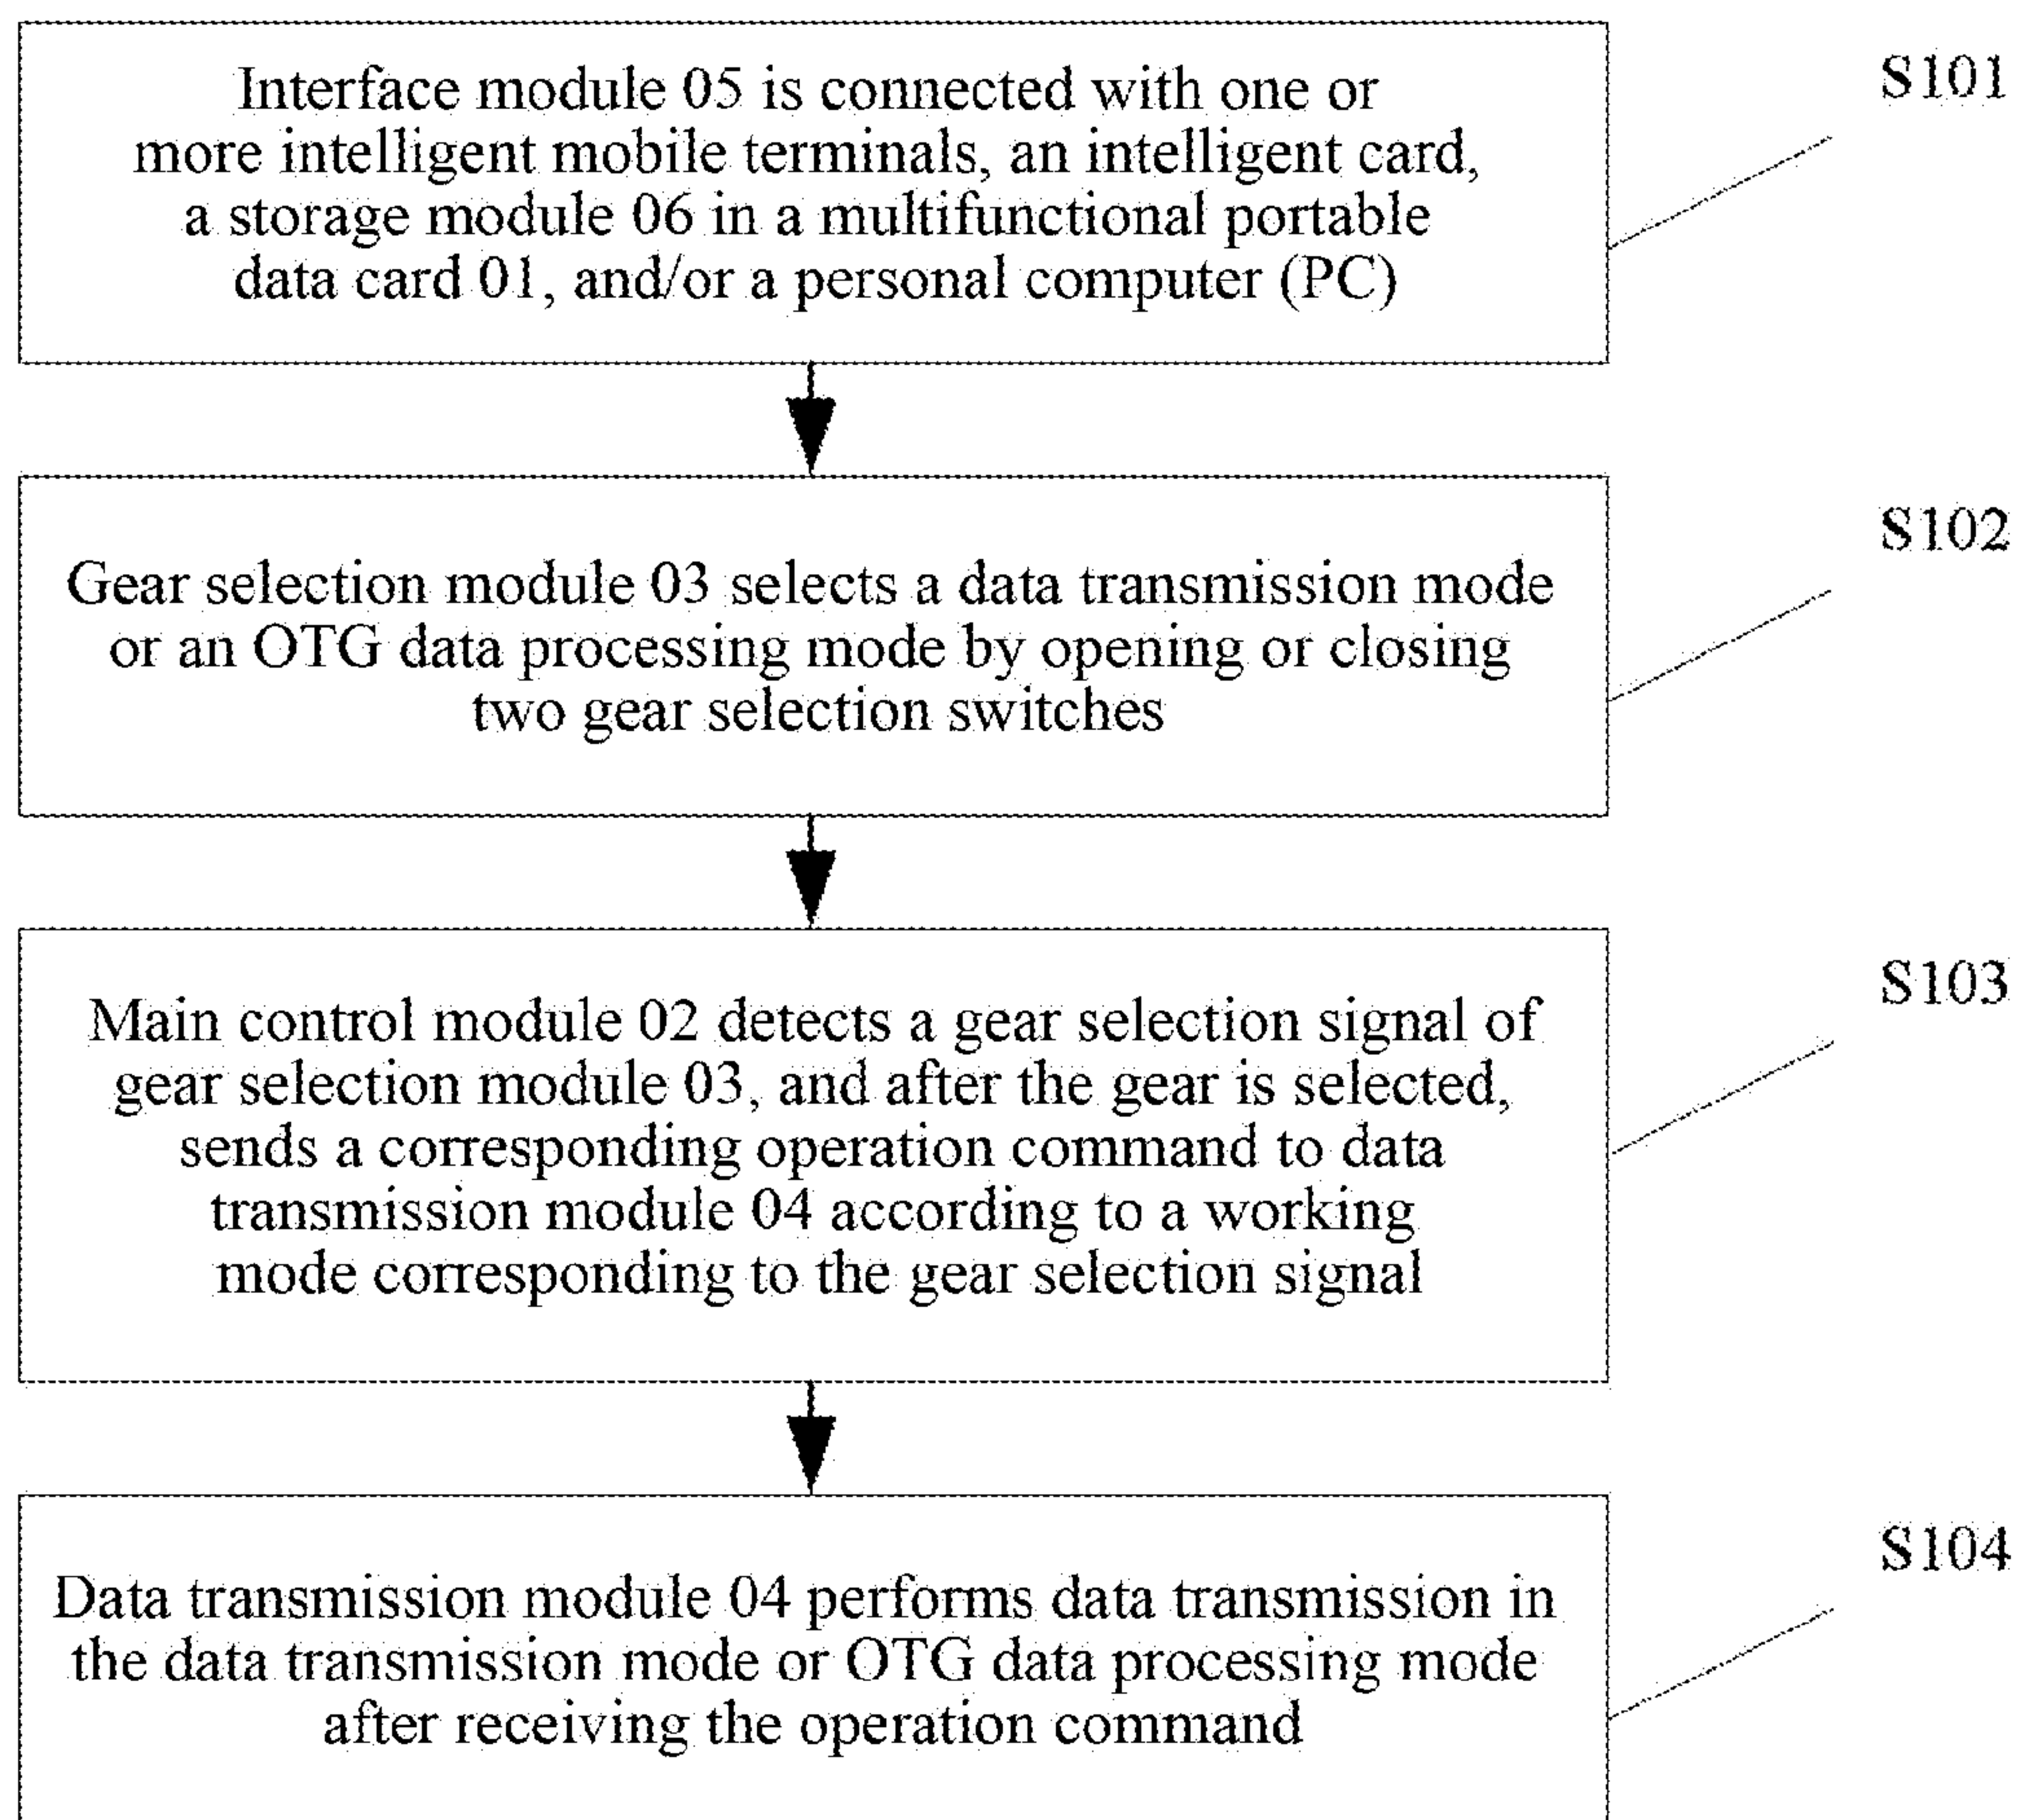 Interface module 05 is connected with one or
more intelligent mobile terminals, an intelligent card,
a storage module 06 in a multifunctional portable
data card 01, and/or a personal computer (PC)
S101
Gear selection module 03 selects a data transmission mode
or an OTG data processing mode by opening or closing
two gear selection switches
S102
Main control module 02 detects a gear selection signal of
gear selection module 03, and after the gear is selected,
sends a corresponding operation command to data
transmission module 04 according to a working
mode corresponding to the gear selection signal
S103
Data transmission module 04 performs data transmission in
the data transmission mode or OTG data processing mode
after receiving the operation command
S104